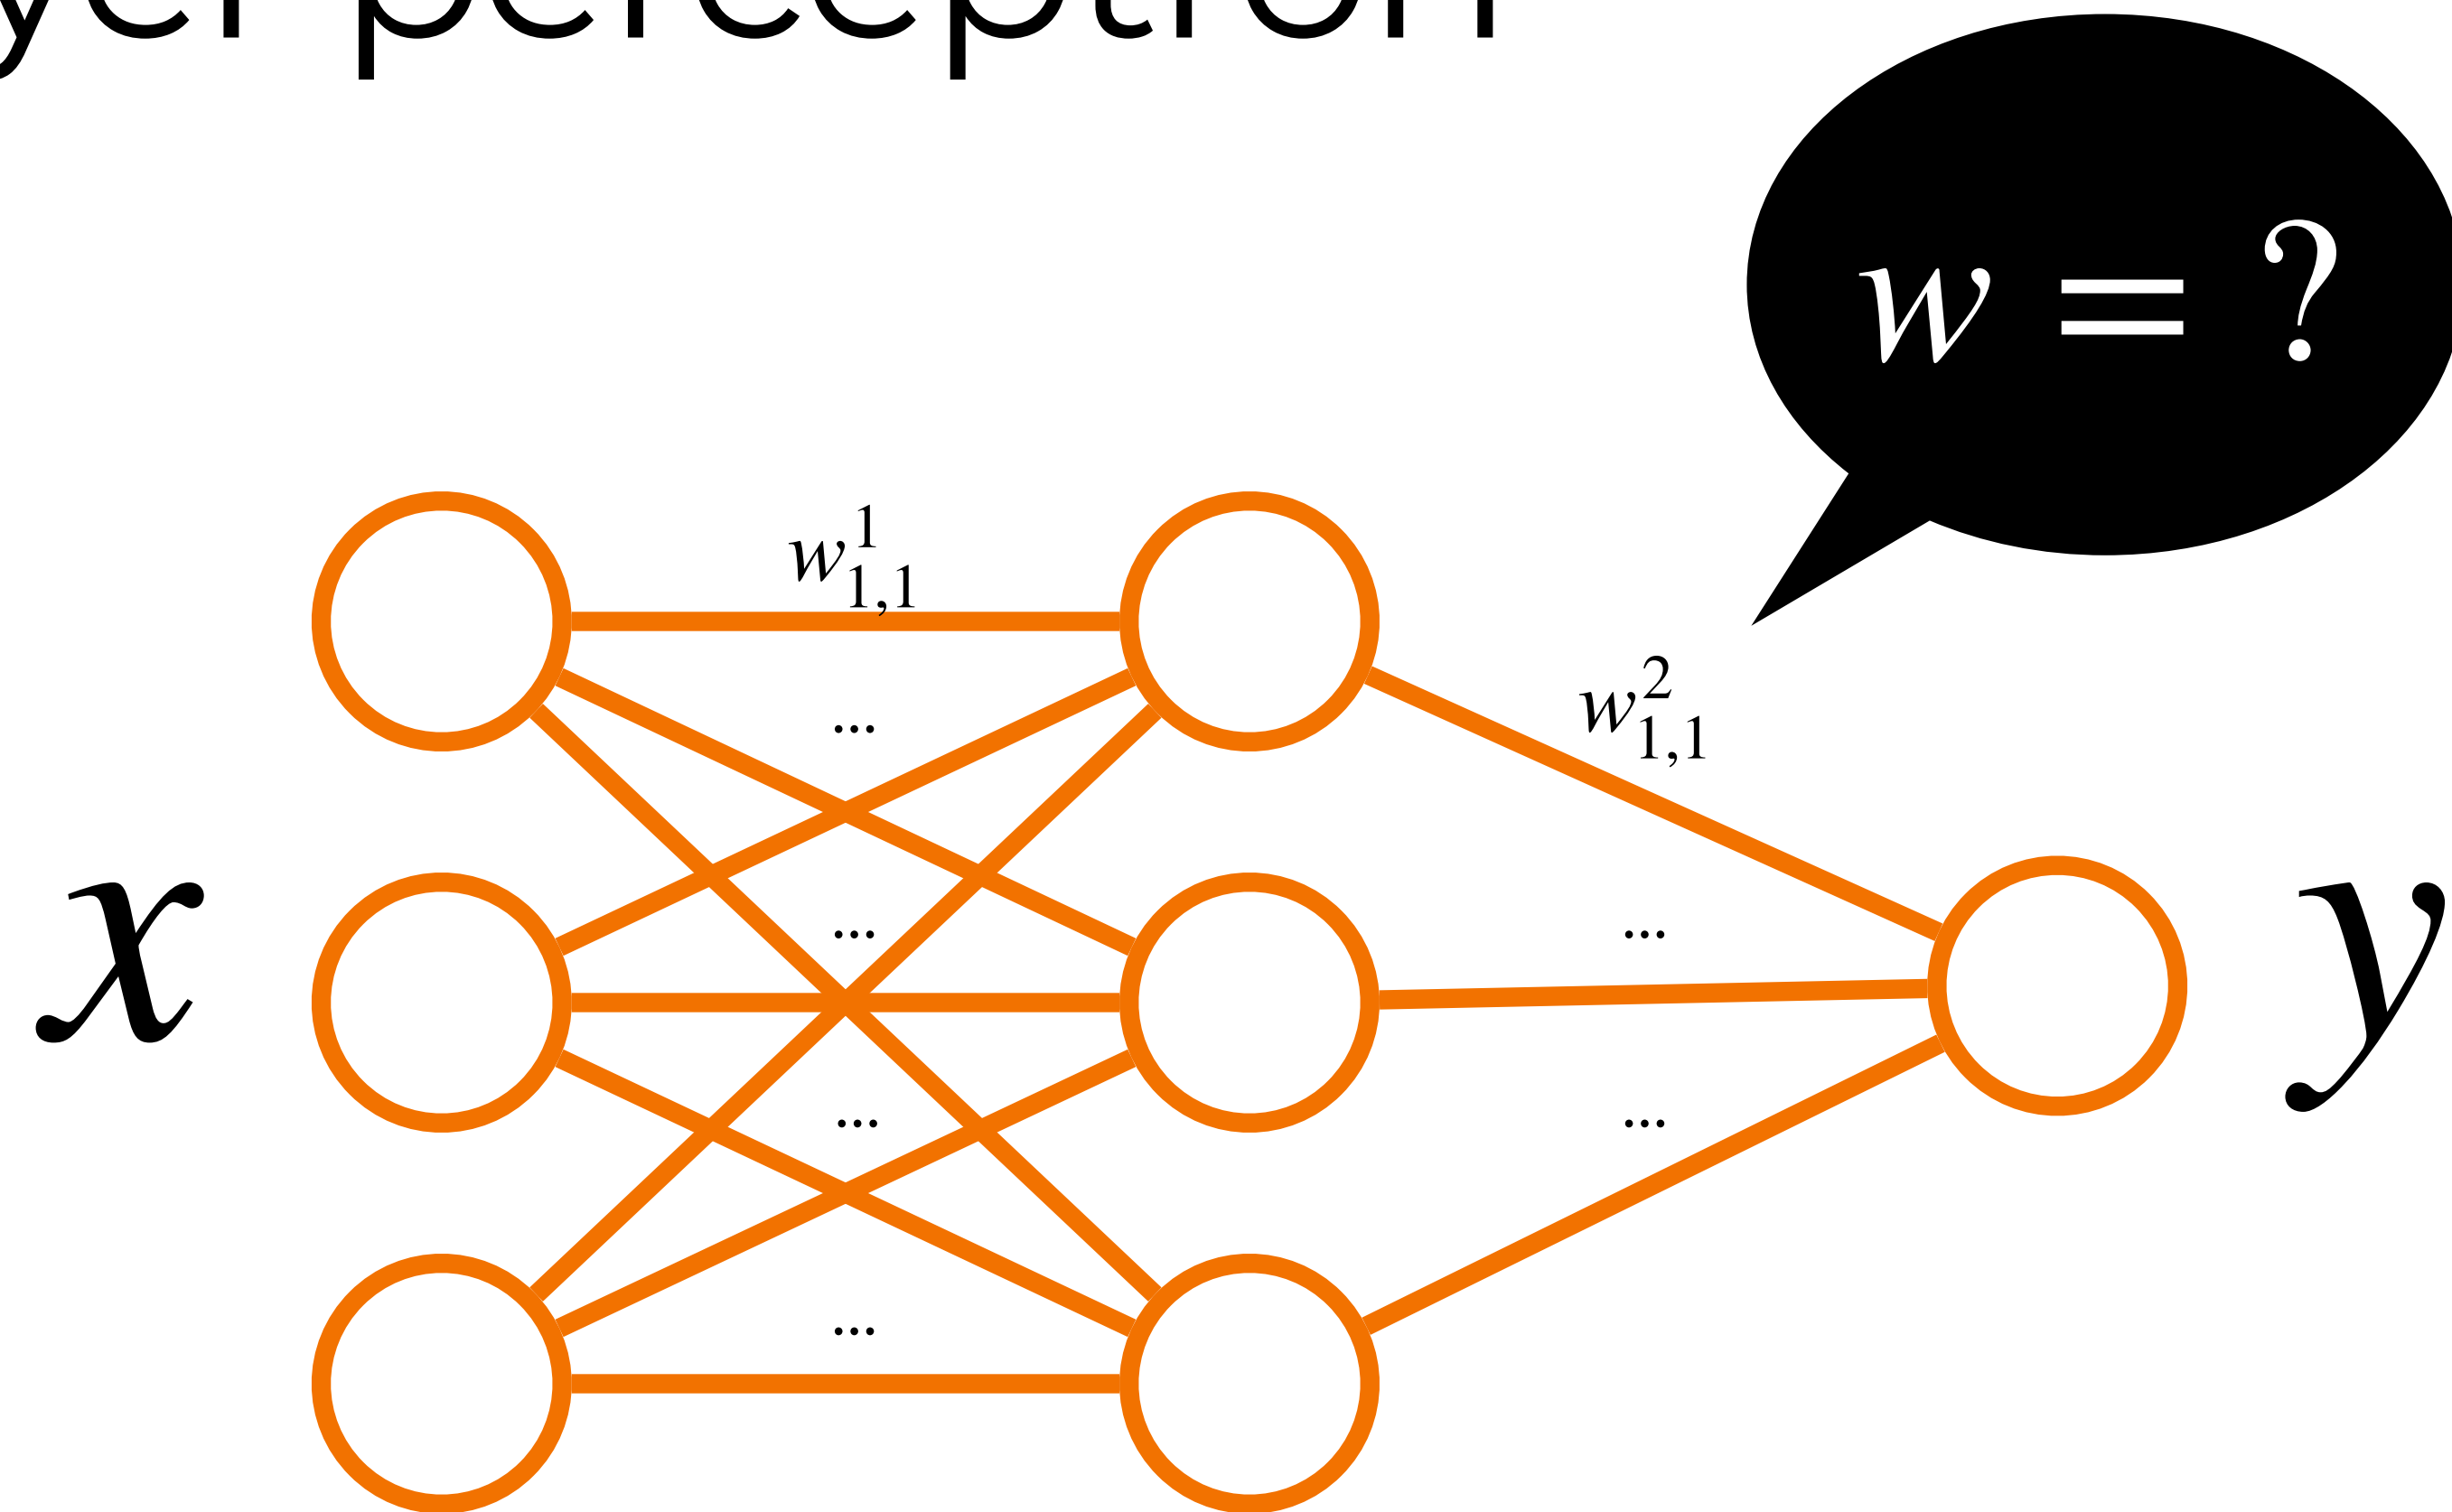 yer perceptron
w = ?
w^1_{1,1}
w^2_{1,1}
...
x
...
...
y
...
...
...